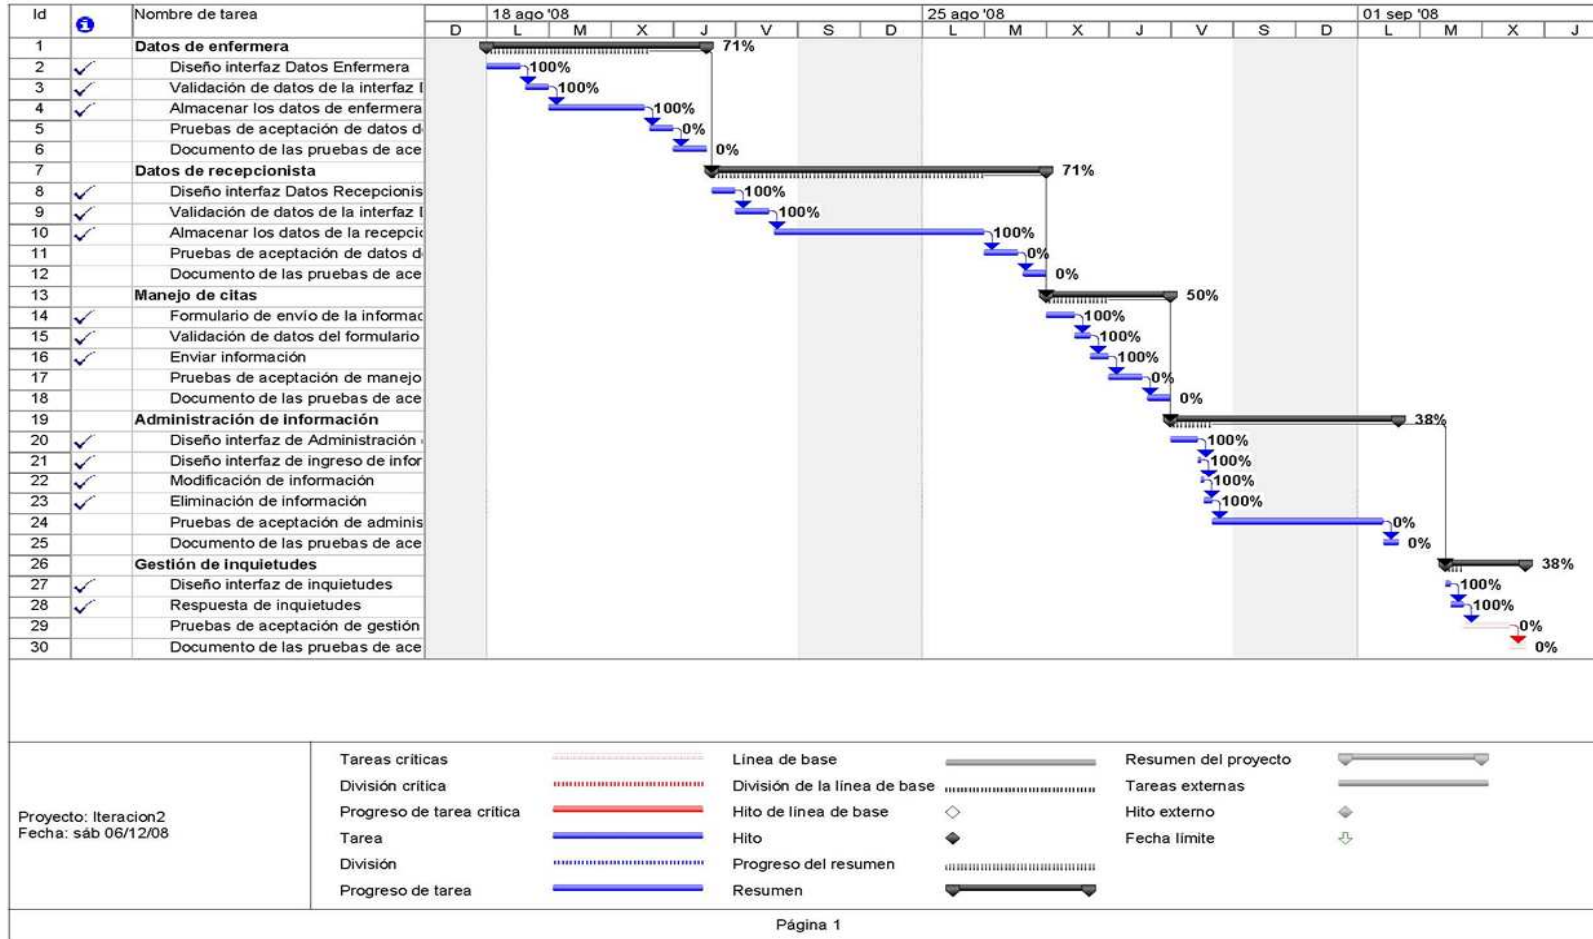 Id Nombre de tarea 18 ago '08 25 ago '08 01 sep '08
D L M X J V S D L M X J V S D L M X J
1 Datos de enfermera 71%
2 Diseño interfaz Datos Enfermera 100%
3 Validación de datos de la interfaz 100%
4 Almacenar los datos de enfermera 100%
5 Pruebas de aceptación de datos d 0%
6 Documento de las pruebas de ace 0%
7 Datos de recepcionista 71%
8 Diseño interfaz Datos Recepcionis 100%
9 Validación de datos de la interfaz 100%
10 Almacenar los datos de la recepci 100%
11 Pruebas de aceptación de datos d 0%
12 Documento de las pruebas de ace 0%
13 Manejo de citas 50%
14 Formulario de envío de la informac 100%
15 Validación de datos del formulario 100%
16 Enviar información 100%
17 Pruebas de aceptación de manejo 0%
18 Documento de las pruebas de ace 0%
19 Administración de información 38%
20 Diseño interfaz de Administración 100%
21 Diseño interfaz de ingreso de infor 100%
22 Modificación de información 100%
23 Eliminación de información 100%
24 Pruebas de aceptación de adminis 0%
25 Documento de las pruebas de ace 0%
26 Gestión de inquietudes 38%
27 Diseño interfaz de inquietudes 100%
28 Respuesta de inquietudes 100%
29 Pruebas de aceptación de gestión 0%
30 Documento de las pruebas de ace 0%
Proyecto: Iteracion2
Fecha: sáb 06/12/08
Tareas críticas
División crítica
Progreso de tarea crítica
Tarea
División
Progreso de tarea
Línea de base
División de la línea de base
Hito de línea de base
Hito
Progreso del resumen
Resumen
Resumen del proyecto
Tareas externas
Hito externo
Fecha límite
Página 1